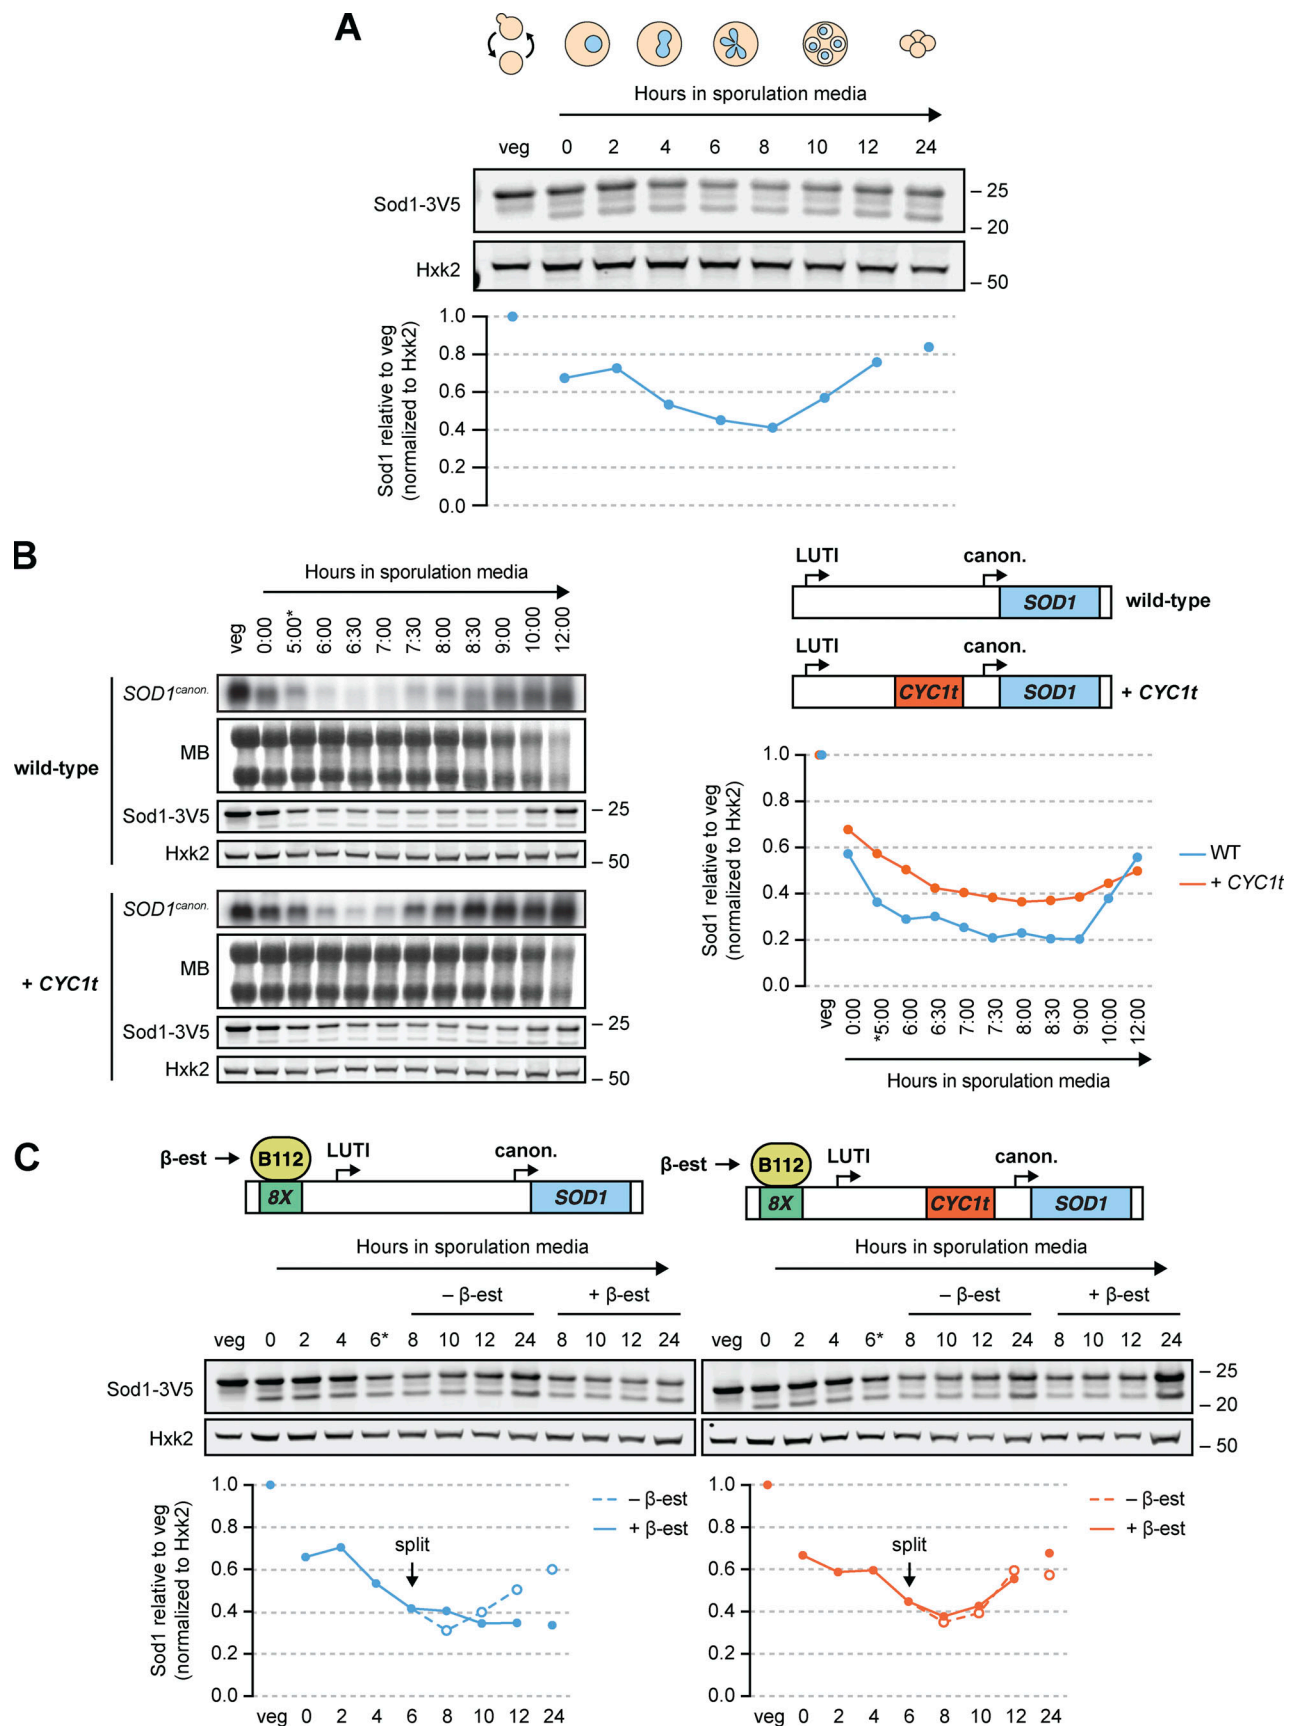 A
Hours in sporulation media
veg 0 2 4 6 8 10 12 24
Sod1-3V5
– 25
– 20
Hxk2
– 50
Sod1 relative to veg
(normalized to Hxk2)
1.0
0.8
0.6
0.4
0.2
0.0
B
Hours in sporulation media
veg 0:00 5:00* 6:00 6:30 7:00 7:30 8:00 8:30 9:00 10:00 12:00
wild-type
SOD1canon.
MB
Sod1-3V5
– 25
Hxk2
– 50
+ CYC1t
SOD1canon.
MB
Sod1-3V5
– 25
Hxk2
– 50
LUTI canon.
SOD1 wild-type
LUTI canon.
CYC1t SOD1 + CYC1t
Sod1 relative to veg
(normalized to Hxk2)
1.0
0.8
0.6
0.4
0.2
0.0
WT
+ CYC1t
veg 0:00 *5:00 6:00 6:30 7:00 7:30 8:00 8:30 9:00 10:00 12:00
Hours in sporulation media
C
β-est B112 LUTI canon.
8X SOD1
Hours in sporulation media
– β-est + β-est
veg 0 2 4 6* 8 10 12 24 8 10 12 24
Sod1-3V5
Hxk2
β-est B112 LUTI canon.
8X CYC1t SOD1
Hours in sporulation media
– β-est + β-est
veg 0 2 4 6* 8 10 12 24 8 10 12 24
– 25
– 20
– 50
Sod1 relative to veg
(normalized to Hxk2)
1.0
0.8
0.6
0.4
0.2
0.0
split
– β-est
+ β-est
veg 0 2 4 6 8 10 12 24
1.0
0.8
0.6
0.4
0.2
0.0
split
– β-est
+ β-est
veg 0 2 4 6 8 10 12 24